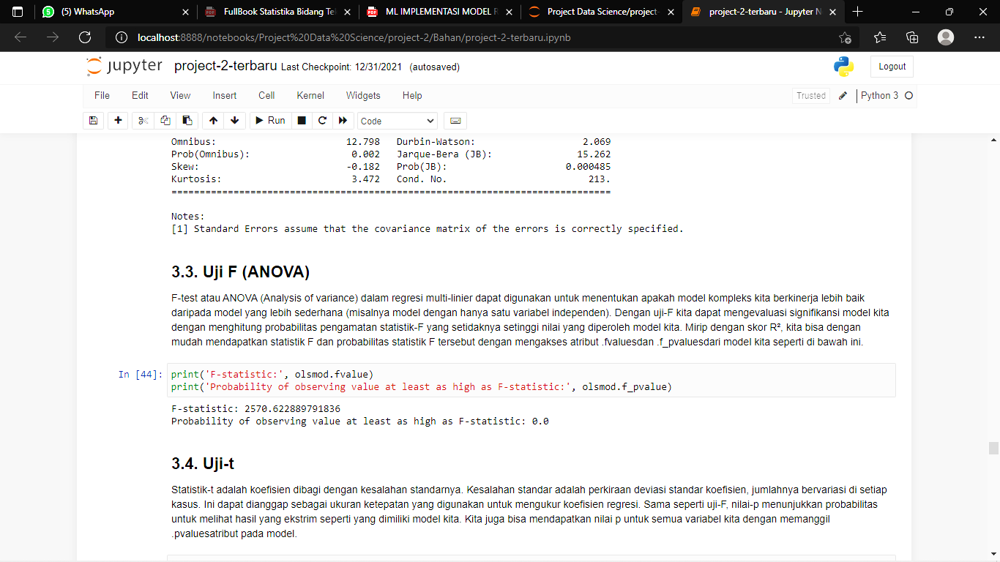 5 (5) WhatsApp FullBook Statistika Bidang Te ML IMPLEMENTASI MODEL R Project Data Science/project- project-2-terbaru - Jupyter N
localhost:8888/notebooks/Project%20Data%20Science/project-2/Bahan/project-2-terbaru.ipynb
jupyter project-2-terbaru Last Checkpoint: 12/31/2021 (autosaved) Logout
File Edit View Insert Cell Kernel Widgets Help Trusted Python 3
Run Code
Omnibus: 12.798 Durbin-Watson: 2.069
Prob(Omnibus): 0.002 Jarque-Bera (JB): 15.262
Skew: -0.182 Prob(JB): 0.000485
Kurtosis: 3.472 Cond. No. 213.
==============================================================================
Notes:
[1] Standard Errors assume that the covariance matrix of the errors is correctly specified.
3.3. Uji F (ANOVA)
F-test atau ANOVA (Analysis of variance) dalam regresi multi-linier dapat digunakan untuk menentukan apakah model kompleks kita berkinerja lebih baik
daripada model yang lebih sederhana (misalnya model dengan hanya satu variabel independen). Dengan uji-F kita dapat mengevaluasi signifikansi model kita
dengan menghitung probabilitas pengamatan statistik-F yang setidaknya setinggi nilai yang diperoleh model kita. Mirip dengan skor R², kita bisa dengan
mudah mendapatkan statistik F dan probabilitas statistik F tersebut dengan mengakses atribut .fvaluesdan .f_pvaluesdari model kita seperti di bawah ini.
In [44]: print('F-statistic:', olsmod.fvalue)
print('Probability of observing value at least as high as F-statistic:', olsmod.f_pvalue)
F-statistic: 2570.622889791836
Probability of observing value at least as high as F-statistic: 0.0
3.4. Uji-t
Statistik-t adalah koefisien dibagi dengan kesalahan standarnya. Kesalahan standar adalah perkiraan deviasi standar koefisien, jumlahnya bervariasi di setiap
kasus. Ini dapat dianggap sebagai ukuran ketepatan yang digunakan untuk mengukur koefisien regresi. Sama seperti uji-F, nilai-p menunjukkan probabilitas
untuk melihat hasil yang ekstrim seperti yang dimiliki model kita. Kita juga bisa mendapatkan nilai p untuk semua variabel kita dengan memanggil
.pvaluesatribut pada model.